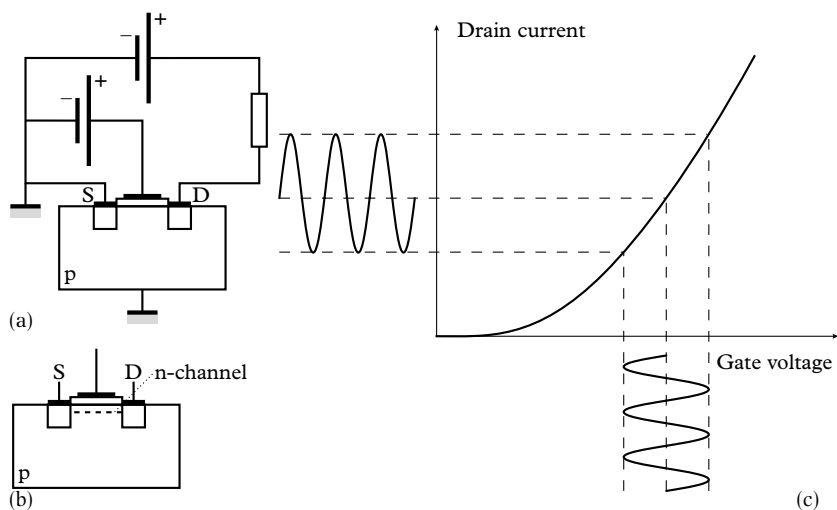 − +
− +
S D
p
(a)
S D n-channel
p
(b)
Drain current
Gate voltage
(c)